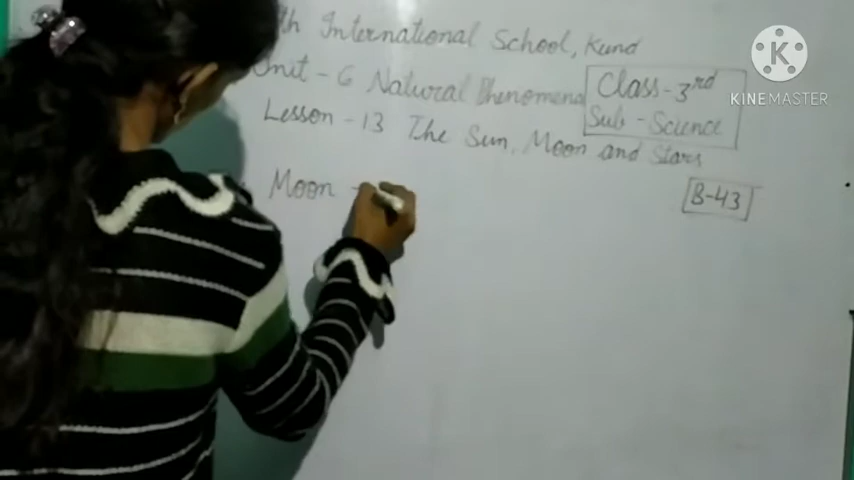 International School, Kund
Unit - 6 Natural Phenomena
Class - 3rd
Sub - Science
Lesson - 13 The Sun, Moon and Stars
Moon -
B-43
K
KINEMASTER